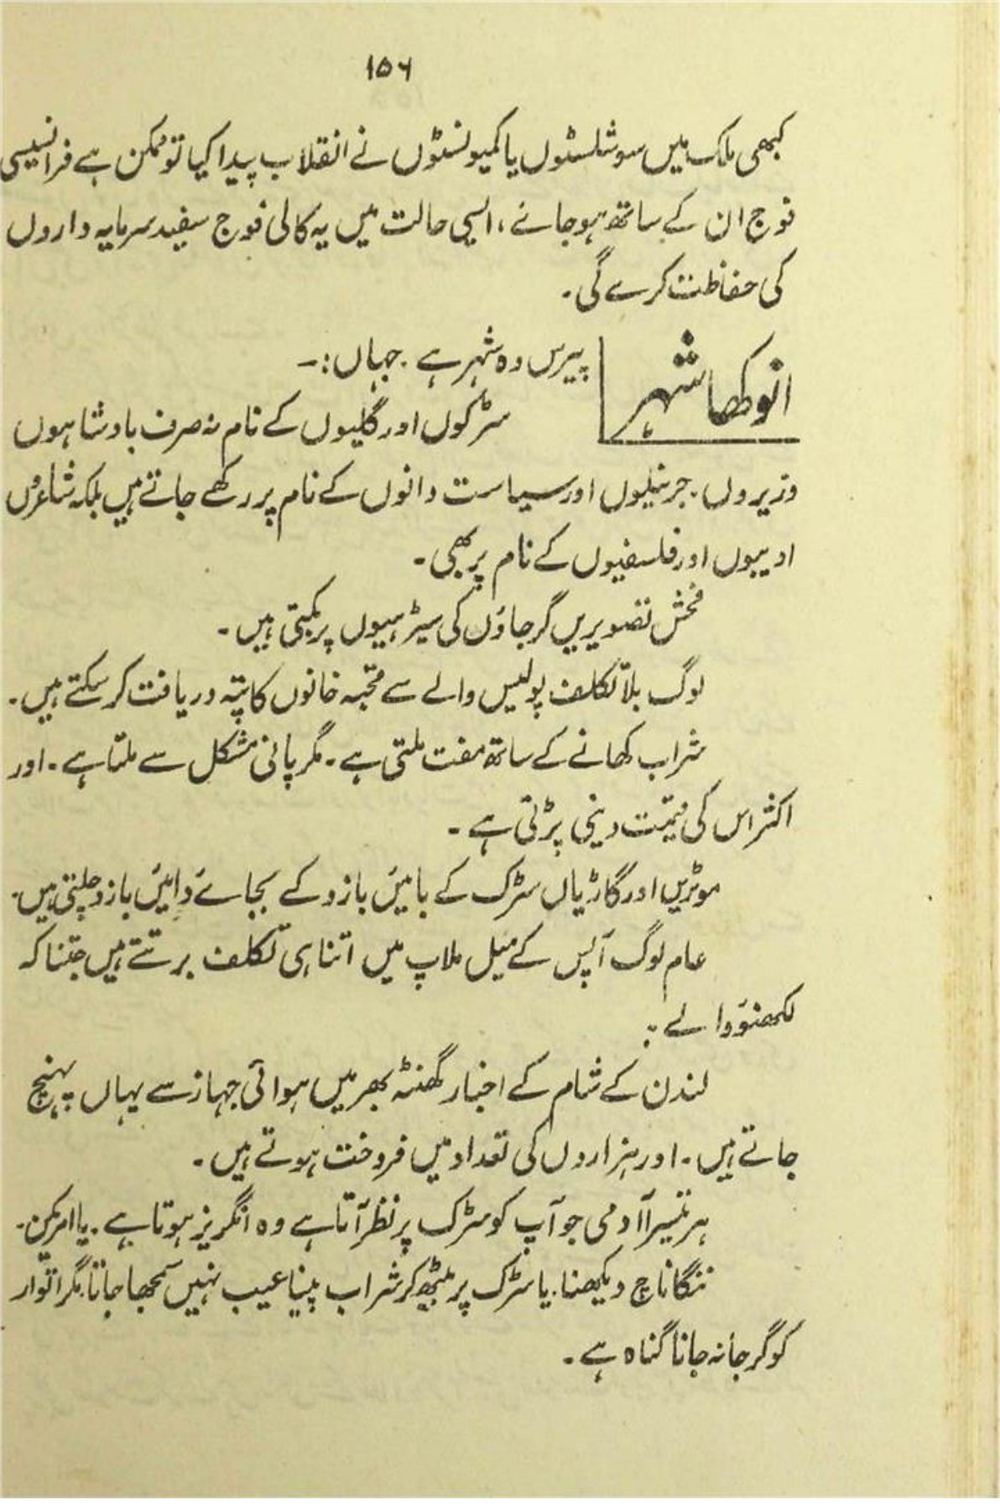 ۱۵۶
کبھی ملک میں سوشلسٹوں یا کمیونسٹوں نے انقلاب پیدا کیا تو ممکن ہے فرانسیسی
فوج ان کے ساتھ ہو جائے، ایسی حالت میں یہ کالی فوج سفید سرمایہ داروں
کی حفاظت کرے گی۔
انوکھا شہر
پیرس وہ شہر ہے۔ جہاں:۔
سڑکوں اور گلیوں کے نام نہ صرف بادشاہوں
وزیروں۔ جرنیلوں اور سیاست دانوں کے نام پر رکھے جاتے ہیں بلکہ شاعروں
ادیبوں اور فلسفیوں کے نام پر بھی۔
فحش تصویریں گرجاؤں کی سیڑہیوں پر بکتی ہیں۔
لوگ بلا تکلف پولیس والے سے قحبہ خانوں کا پتہ دریافت کر سکتے ہیں۔
شراب کھانے کے ساتھ مفت ملتی ہے۔ مگر پانی مشکل سے ملتا ہے۔ اور
اکثر اس کی قیمت دینی پڑتی ہے۔
موٹریں اور گاڑیاں سڑک کے بائیں بازو کے بجائے دائیں بازو چلتی ہیں۔
عام لوگ آپس کے میل ملاپ میں اتنا ہی تکلف برتتے ہیں جتنا کہ
لکھنؤ والے۔
لندن کے شام کے اخبار گھنٹہ بھر میں ہوائی جہاز سے یہاں پہنچ
جاتے ہیں۔ اور ہزاروں کی تعداد میں فروخت ہوتے ہیں۔
ہر تیسرا آدمی جو آپ کو سڑک پر نظر آتا ہے وہ انگریز ہوتا ہے۔ یا امریکن۔
ننگا ناچ دیکھنا۔ یا سڑک پر بیٹھ کر شراب پینا عیب نہیں سمجھا جاتا۔ مگر اتوار
کو گرجا نہ جانا گناہ ہے۔